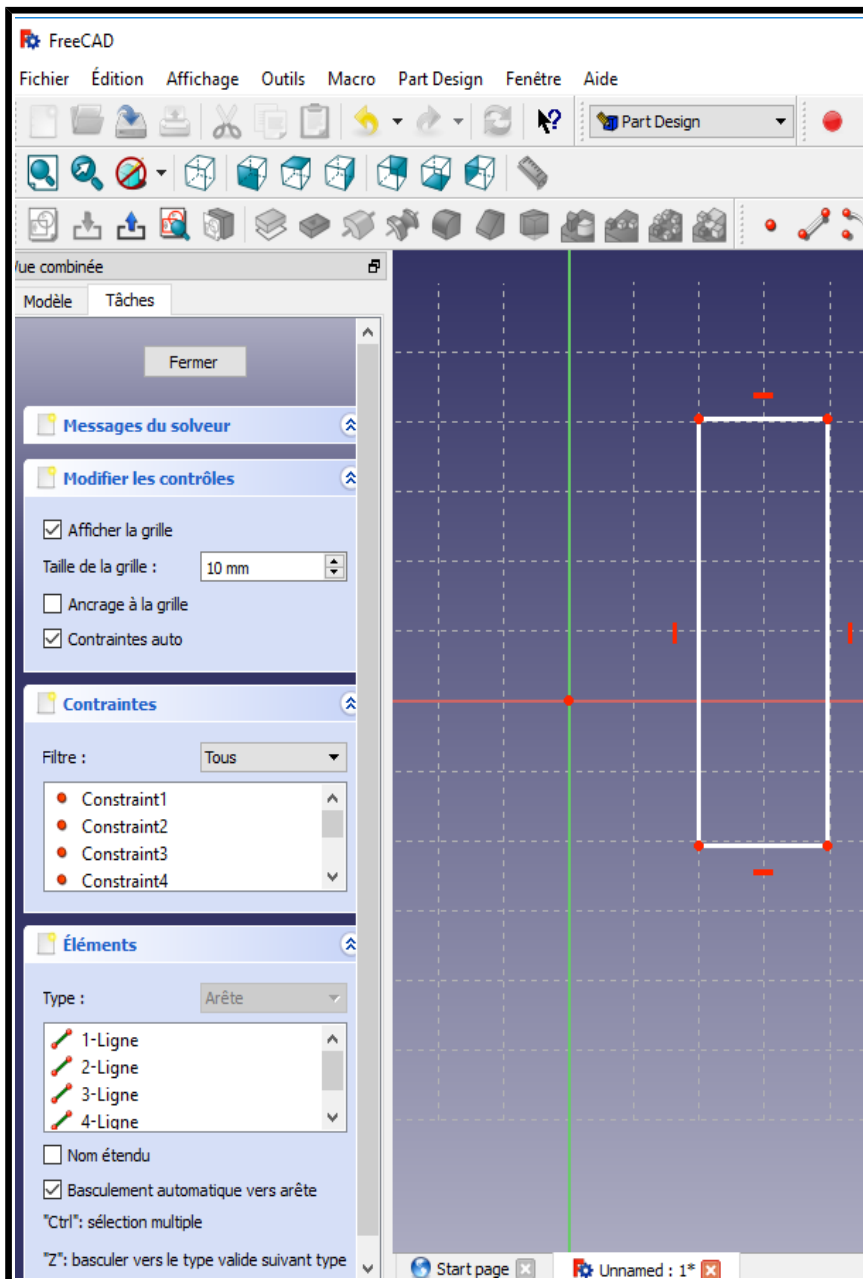 FreeCAD
Fichier Édition Affichage Outils Macro Part Design Fenêtre Aide
Part Design
Vue combinée
Modèle Tâches
Fermer
Messages du solveur
Modifier les contrôles
Afficher la grille
Taille de la grille : 10 mm
Ancrage à la grille
Contraintes auto
Contraintes
Filtre : Tous
Constraint1
Constraint2
Constraint3
Constraint4
Éléments
Type : Arête
1-Ligne
2-Ligne
3-Ligne
4-Ligne
Nom étendu
Basculement automatique vers arête
"Ctrl": sélection multiple
"Z": basculer vers le type valide suivant type
Start page Unnamed : 1*